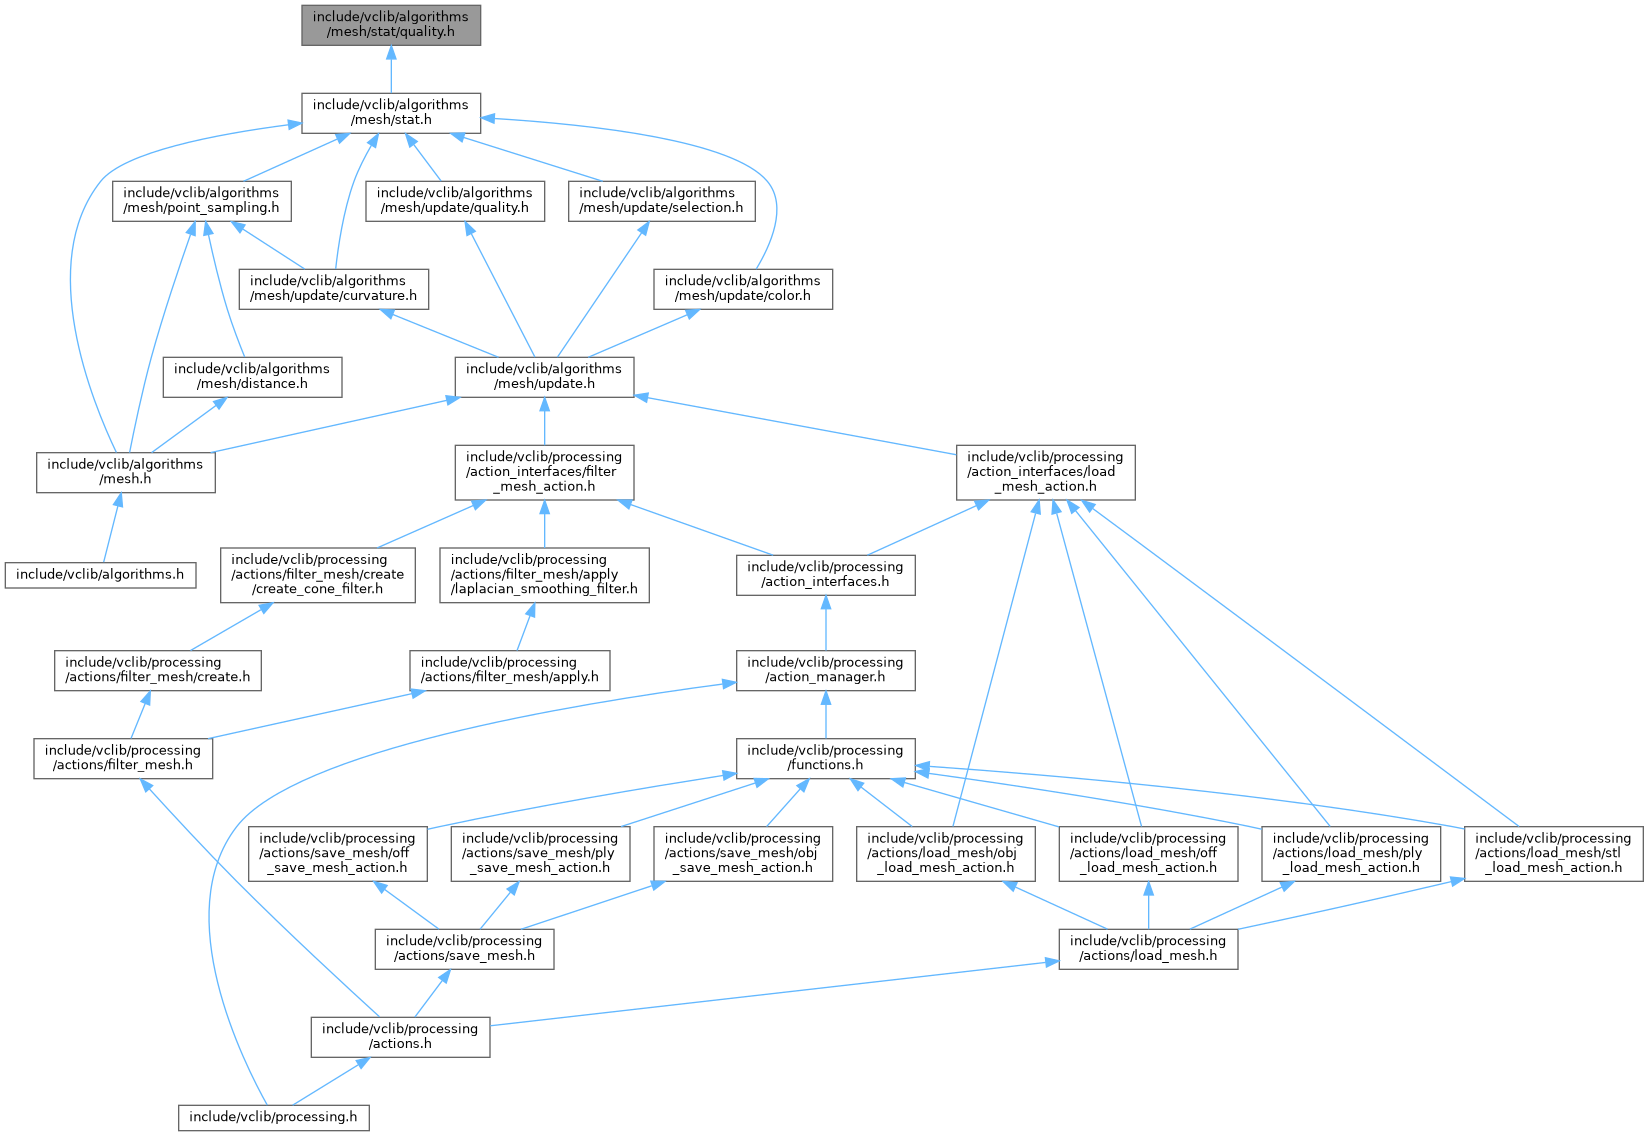 include/vclib/algorithms
/mesh/stat/quality.h
include/vclib/algorithms
/mesh/stat.h
include/vclib/algorithms
/mesh/point_sampling.h
include/vclib/algorithms
/mesh/update/quality.h
include/vclib/algorithms
/mesh/update/selection.h
include/vclib/algorithms
/mesh/update/curvature.h
include/vclib/algorithms
/mesh/update/color.h
include/vclib/algorithms
/mesh/distance.h
include/vclib/algorithms
/mesh/update.h
include/vclib/algorithms
/mesh.h
include/vclib/processing
/action_interfaces/filter
_mesh_action.h
include/vclib/processing
/action_interfaces/load
_mesh_action.h
include/vclib/algorithms.h
include/vclib/processing
/actions/filter_mesh/create
/create_cone_filter.h
include/vclib/processing
/actions/filter_mesh/apply
/laplacian_smoothing_filter.h
include/vclib/processing
/action_interfaces.h
include/vclib/processing
/actions/filter_mesh/create.h
include/vclib/processing
/actions/filter_mesh/apply.h
include/vclib/processing
/action_manager.h
include/vclib/processing
/actions/filter_mesh.h
include/vclib/processing
/functions.h
include/vclib/processing
/actions/save_mesh/off
_save_mesh_action.h
include/vclib/processing
/actions/save_mesh/ply
_save_mesh_action.h
include/vclib/processing
/actions/save_mesh/obj
_save_mesh_action.h
include/vclib/processing
/actions/load_mesh/obj
_load_mesh_action.h
include/vclib/processing
/actions/load_mesh/off
_load_mesh_action.h
include/vclib/processing
/actions/load_mesh/ply
_load_mesh_action.h
include/vclib/processing
/actions/load_mesh/stl
_load_mesh_action.h
include/vclib/processing
/actions/save_mesh.h
include/vclib/processing
/actions/load_mesh.h
include/vclib/processing
/actions.h
include/vclib/processing.h